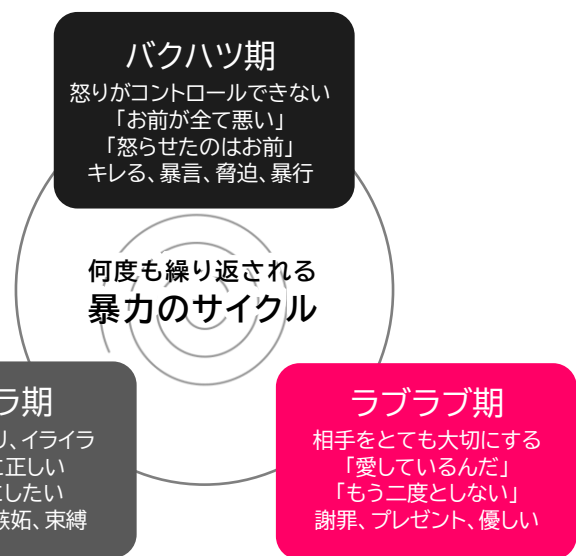 バクハツ期
怒りがコントロールできない
「お前が全て悪い」
「怒らせたのはお前」
キレる、暴言、脅迫、暴行
何度も繰り返される
暴力のサイクル
ラ期
、イライラ
正しい
したい
嫉妬、束縛
ラブラブ期
相手をとても大切にする
「愛しているんだ」
「もう二度としない」
謝罪、プレゼント、優しい